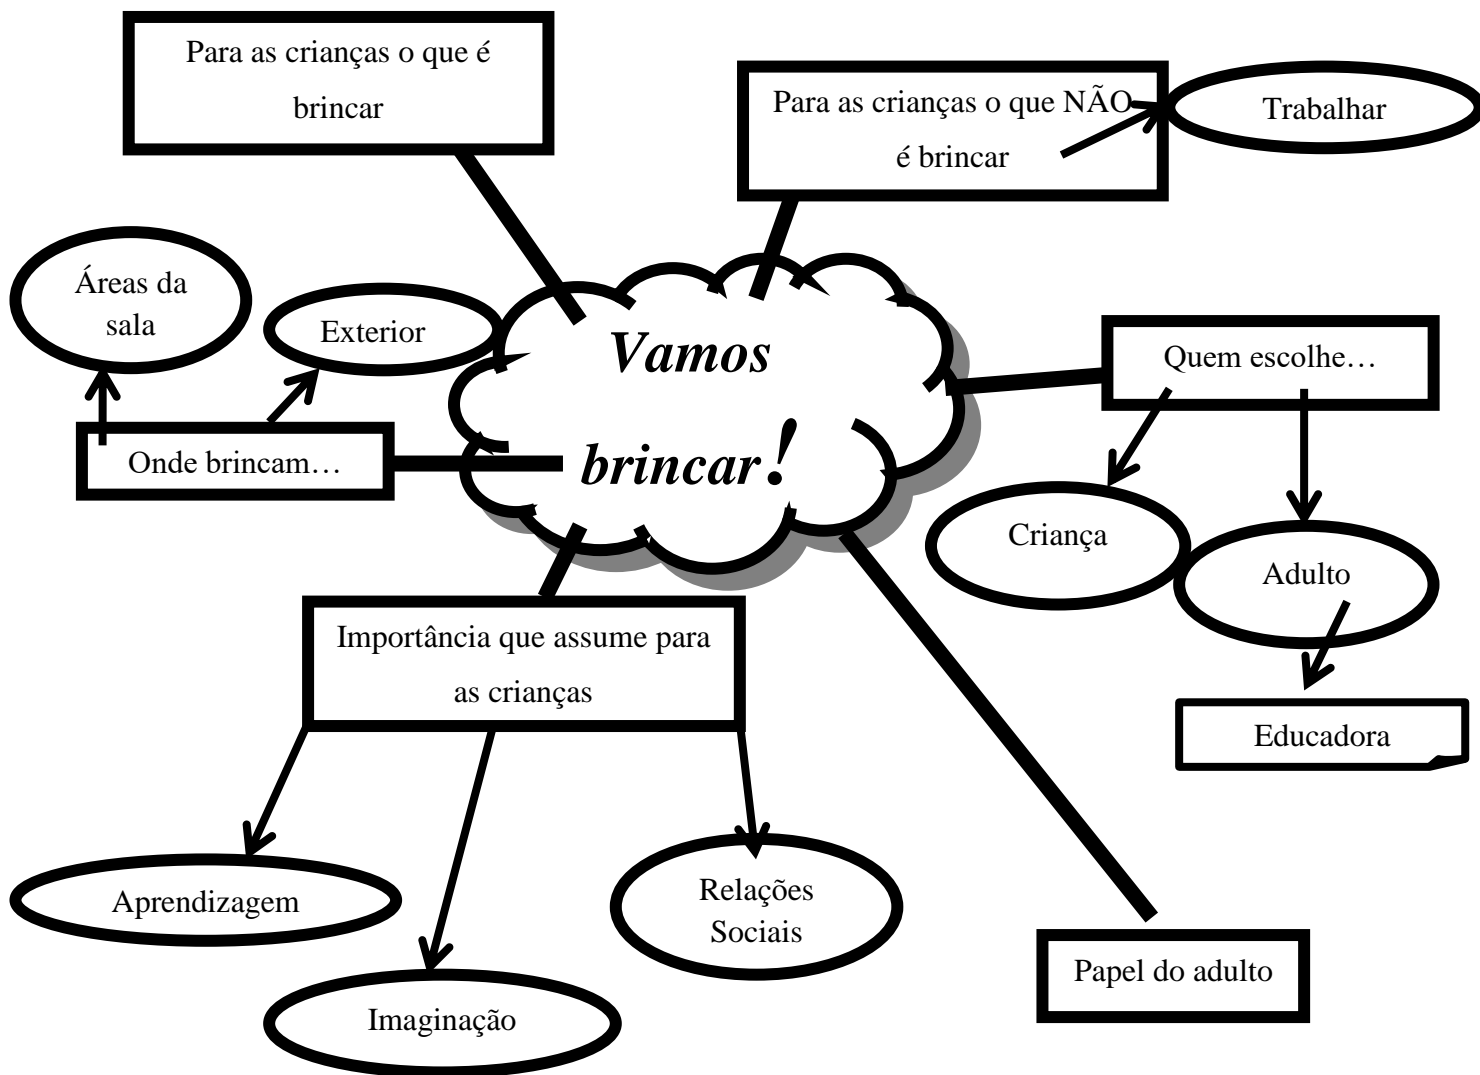 Para as crianças o que é
brincar
Para as crianças o que NÃO
é brincar
Trabalhar
Áreas da
sala
Exterior
Onde brincam…
Vamos
brincar!
Quem escolhe…
Criança
Adulto
Educadora
Importância que assume para
as crianças
Aprendizagem
Imaginação
Relações
Sociais
Papel do adulto